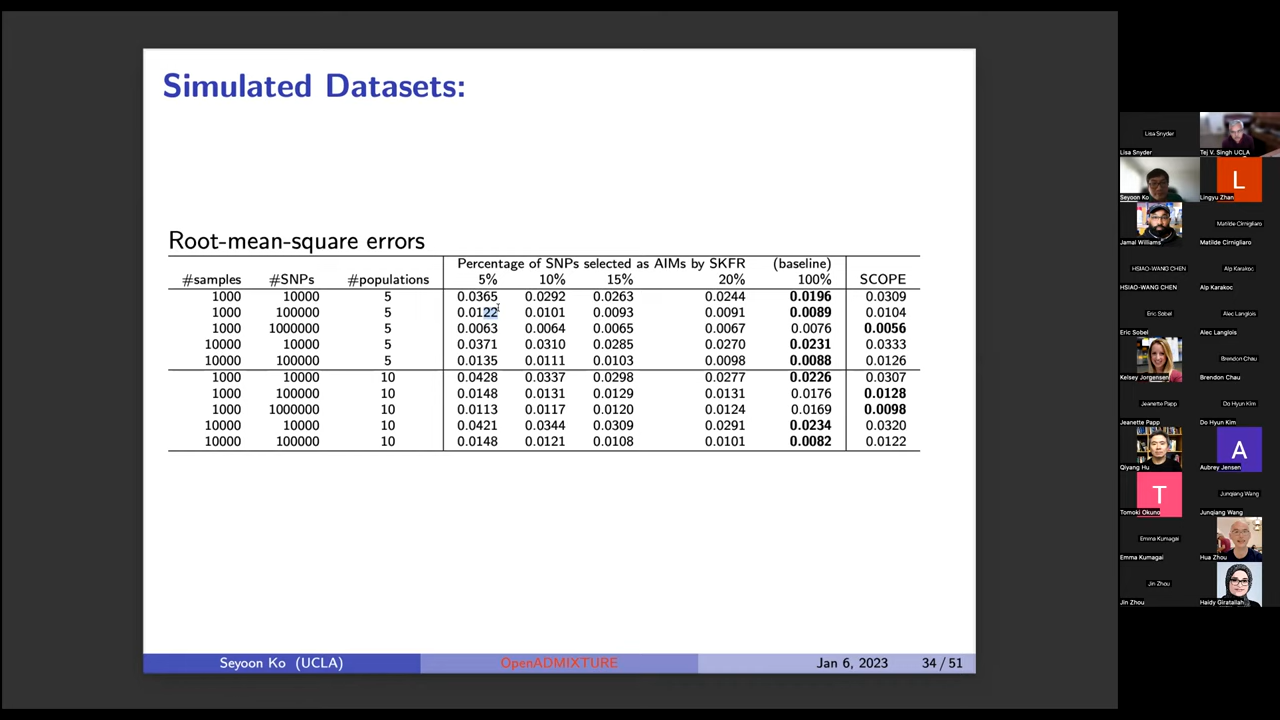 Simulated Datasets:
Root-mean-square errors
Percentage of SNPs selected as AIMs by SKFR (baseline)
#samples #SNPs #populations 5% 10% 15% 20% 100% SCOPE
1000 10000 5 0.0365 0.0292 0.0263 0.0244 0.0196 0.0309
1000 100000 5 0.0122 0.0101 0.0093 0.0091 0.0089 0.0104
1000 1000000 5 0.0063 0.0064 0.0065 0.0067 0.0076 0.0056
10000 10000 5 0.0371 0.0310 0.0285 0.0270 0.0231 0.0333
10000 100000 5 0.0135 0.0111 0.0103 0.0098 0.0088 0.0126
1000 10000 10 0.0428 0.0337 0.0298 0.0277 0.0226 0.0307
1000 100000 10 0.0148 0.0131 0.0129 0.0131 0.0176 0.0128
1000 1000000 10 0.0113 0.0117 0.0120 0.0124 0.0169 0.0098
10000 10000 10 0.0421 0.0344 0.0309 0.0291 0.0234 0.0320
10000 100000 10 0.0148 0.0121 0.0108 0.0101 0.0082 0.0122
Seyoon Ko (UCLA) OpenADMIXTURE Jan 6, 2023 34 / 51
Lisa Snyder
Lisa Snyder Tej V. Singh UCLA
L
Seyoon Ko Lingyu Zhan
Matilde Cirnigliaro
Jamal Williams Matilde Cirnigliaro
HSIAO-WANG CHEN Alp Karakoc
HSIAO-WANG CHEN Alp Karakoc
Eric Sobel Alec Langlois
Eric Sobel Alec Langlois
Brendon Chau
Kelsey Jorgensen Brendon Chau
Jeanette Papp Do Hyun Kim
Jeanette Papp Do Hyun Kim
A
Qiyang Hu Aubrey Jensen
T Junqiang Wang
Tomoki Okuno Junqiang Wang
Emma Kumagai
Emma Kumagai Hua Zhou
Jin Zhou
Jin Zhou Haidy Giratallah